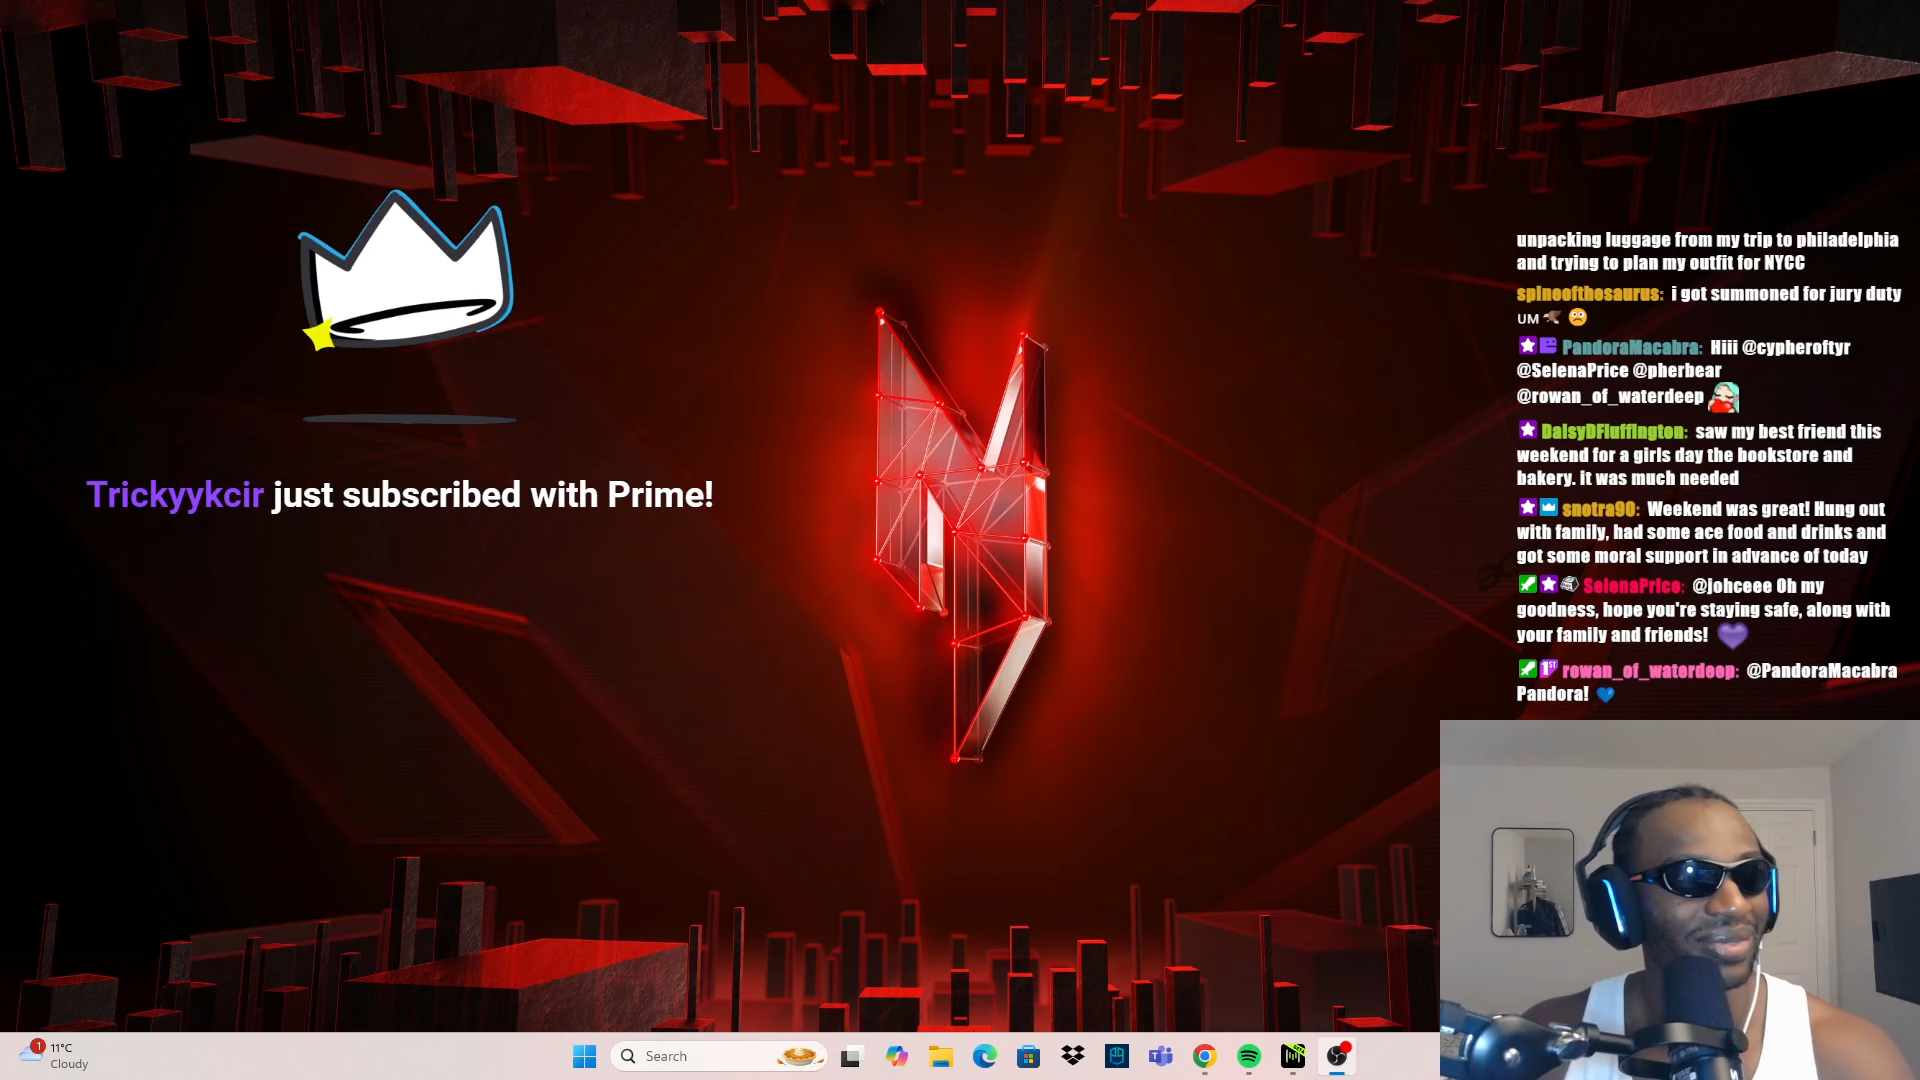 unpacking luggage from my trip to philadelphia
and trying to plan my outfit for NYCC
spineofthesaurus: i got summoned for jury duty
UM
PandoraMacabra: Hiii @cypheroftyr
@SelenaPrice @pherbear
@rowan_of_waterdeep
DaisyDFluffington: saw my best friend this
weekend for a girls day the bookstore and
bakery. it was much needed
snotra90: Weekend was great! Hung out
with family, had some ace food and drinks and
got some moral support in advance of today
SelenaPrice: @johceee Oh my
goodness, hope you're staying safe, along with
your family and friends!
1ST rowan_of_waterdeep: @PandoraMacabra
Pandora!
Trickyykcir just subscribed with Prime!
1
11°C
Cloudy
Search